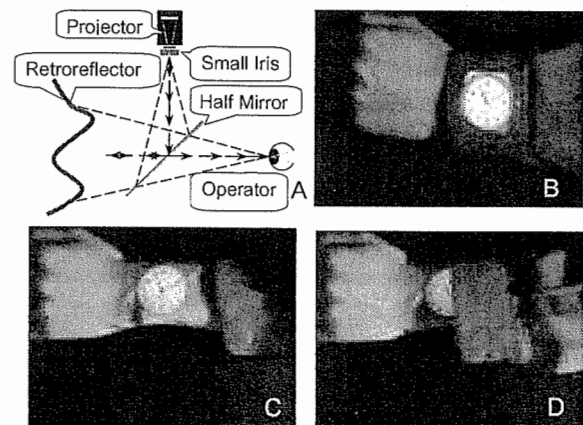 Projector
Retroreflector
Small Iris
Half Mirror
Operator
A
B
C
D